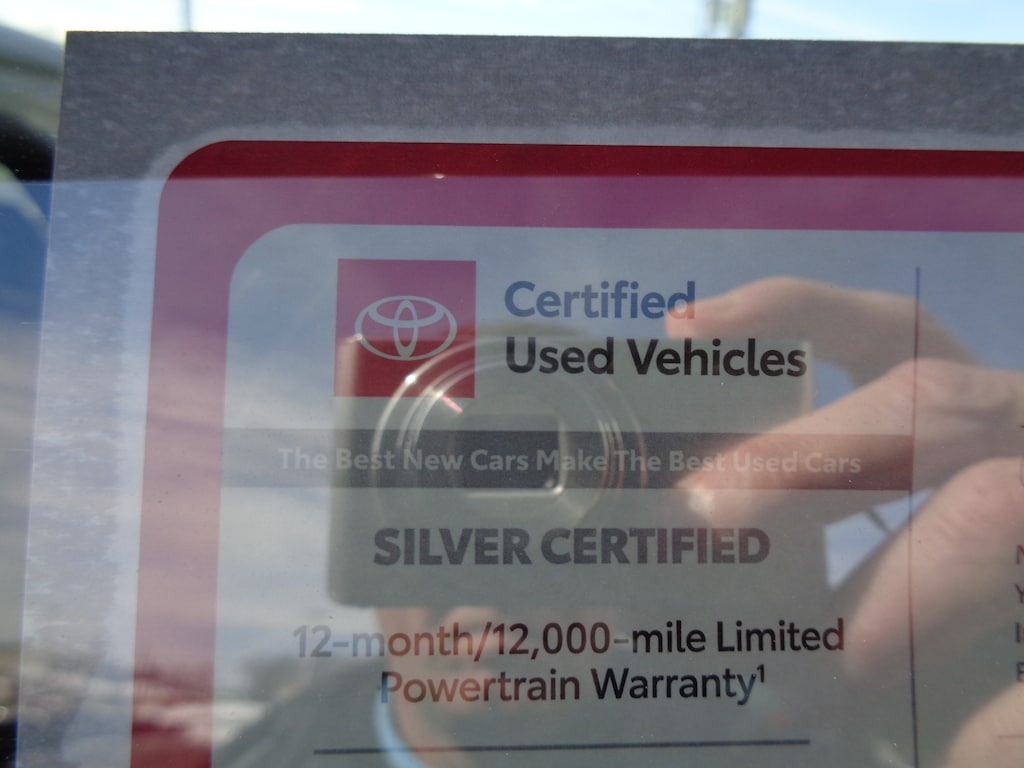 Certified
Used Vehicles
The Best New Cars Make The Best Used Cars
SILVER CERTIFIED
12-month/12,000-mile Limited
Powertrain Warranty¹